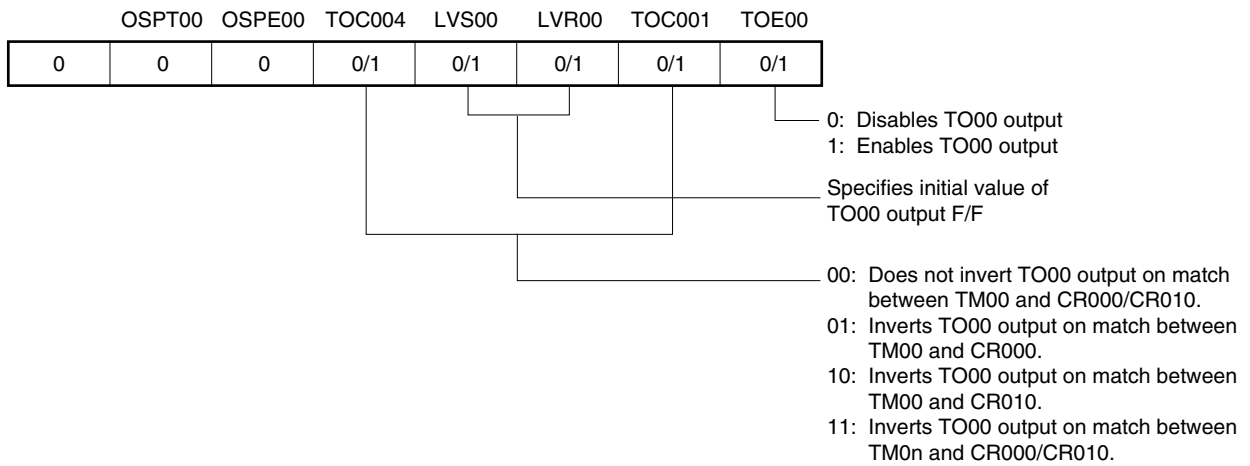 OSPT00 OSPE00 TOC004 LVS00 LVR00 TOC001 TOE00
0 0 0 0/1 0/1 0/1 0/1 0/1
0: Disables TO00 output
1: Enables TO00 output
Specifies initial value of
TO00 output F/F
00: Does not invert TO00 output on match
between TM00 and CR000/CR010.
01: Inverts TO00 output on match between
TM00 and CR000.
10: Inverts TO00 output on match between
TM00 and CR010.
11: Inverts TO00 output on match between
TM0n and CR000/CR010.